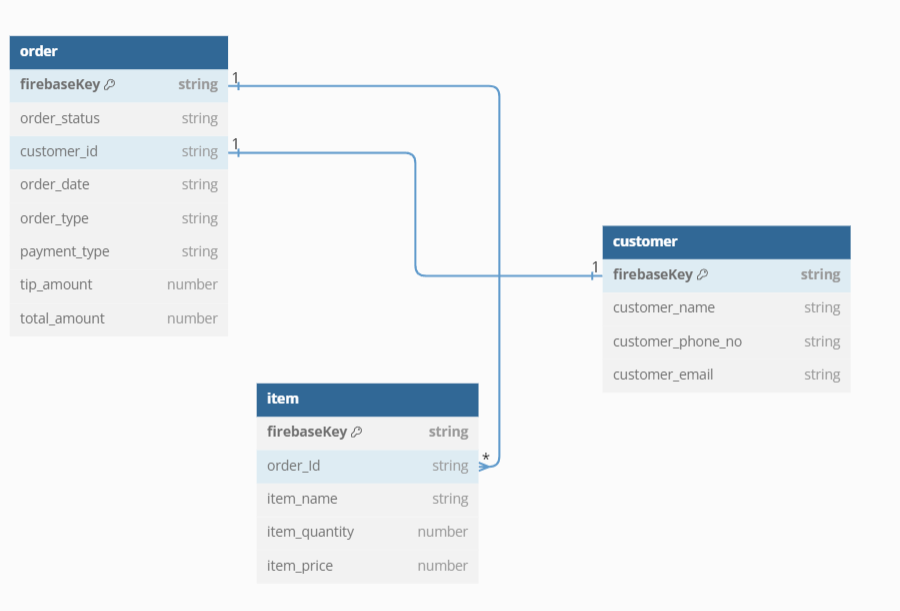 order
firebaseKey string
order_status string
customer_id string
order_date string
order_type string
payment_type string
tip_amount number
total_amount number
1
1
customer
1
firebaseKey string
customer_name string
customer_phone_no string
customer_email string
item
firebaseKey string
order_Id string
*
item_name string
item_quantity number
item_price number